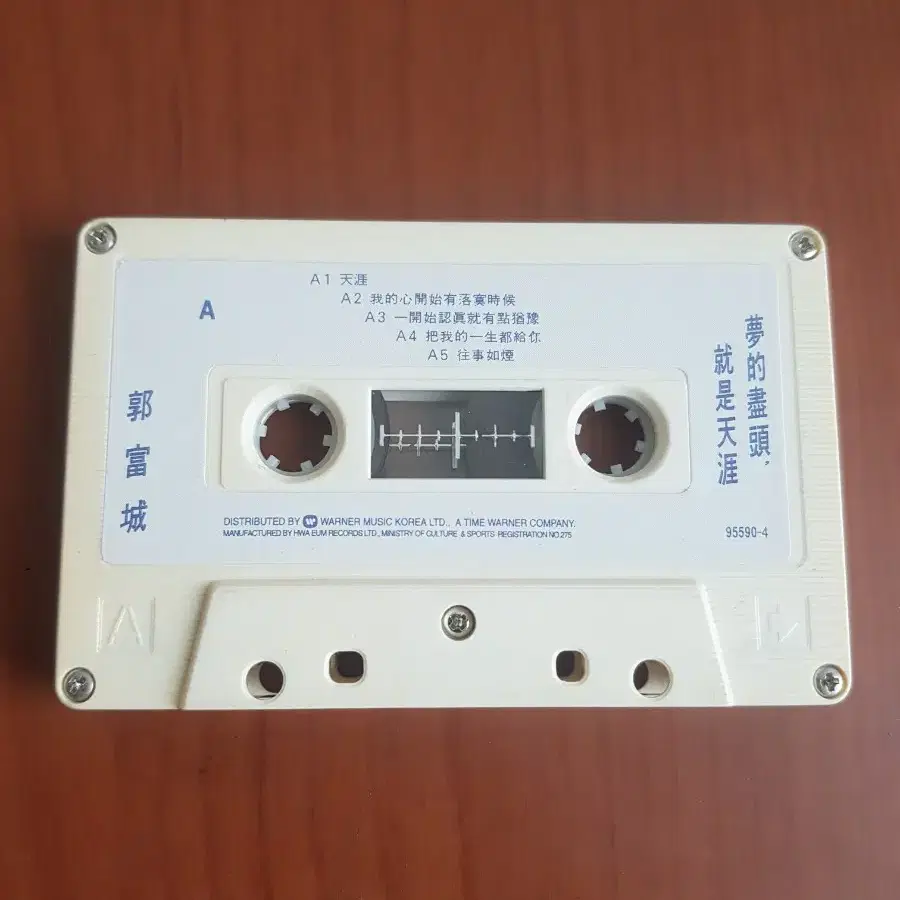 A1 天涯
A2 我的心開始有落寞時候
A3 一開始認眞就有點猶豫
A4 把我的一生都給你
A5 往事如煙
A
郭富城
夢的盡頭,
就是天涯
DISTRIBUTED BY WARNER MUSIC KOREA LTD., A TIME WARNER COMPANY.
MANUFACTURED BY HWA EUM RECORDS LTD., MINISTRY OF CULTURE & SPORTS REGISTRATION NO.275
95590-4